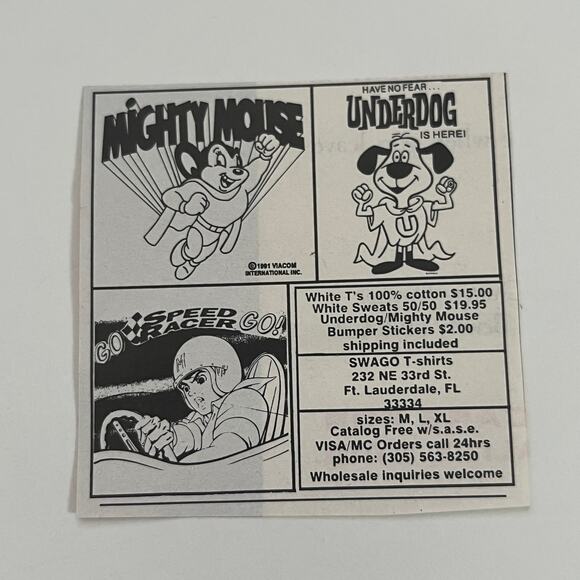 MIGHTY MOUSE
©1991 VIACOM
INTERNATIONAL INC.
HAVE NO FEAR...
UNDERDOG
IS HERE!
U
GO SPEED RACER GO!
M
White T's 100% cotton $15.00
White Sweats 50/50 $19.95
Underdog/Mighty Mouse
Bumper Stickers $2.00
shipping included
SWAGO T-shirts
232 NE 33rd St.
Ft. Lauderdale, FL
33334
sizes: M, L, XL
Catalog Free w/s.a.s.e.
VISA/MC Orders call 24hrs
phone: (305) 563-8250
Wholesale inquiries welcome